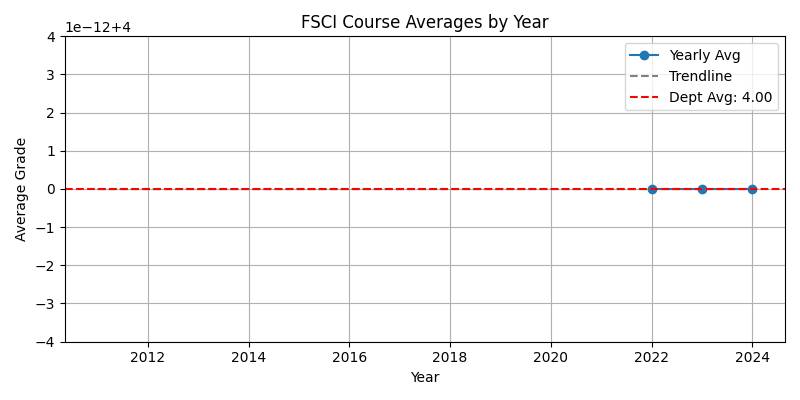 FSCI Course Averages by Year
1e−12+4
4
3
2
1
0
−1
−2
−3
−4
Average Grade
Yearly Avg
Trendline
Dept Avg: 4.00
2012 2014 2016 2018 2020 2022 2024
Year